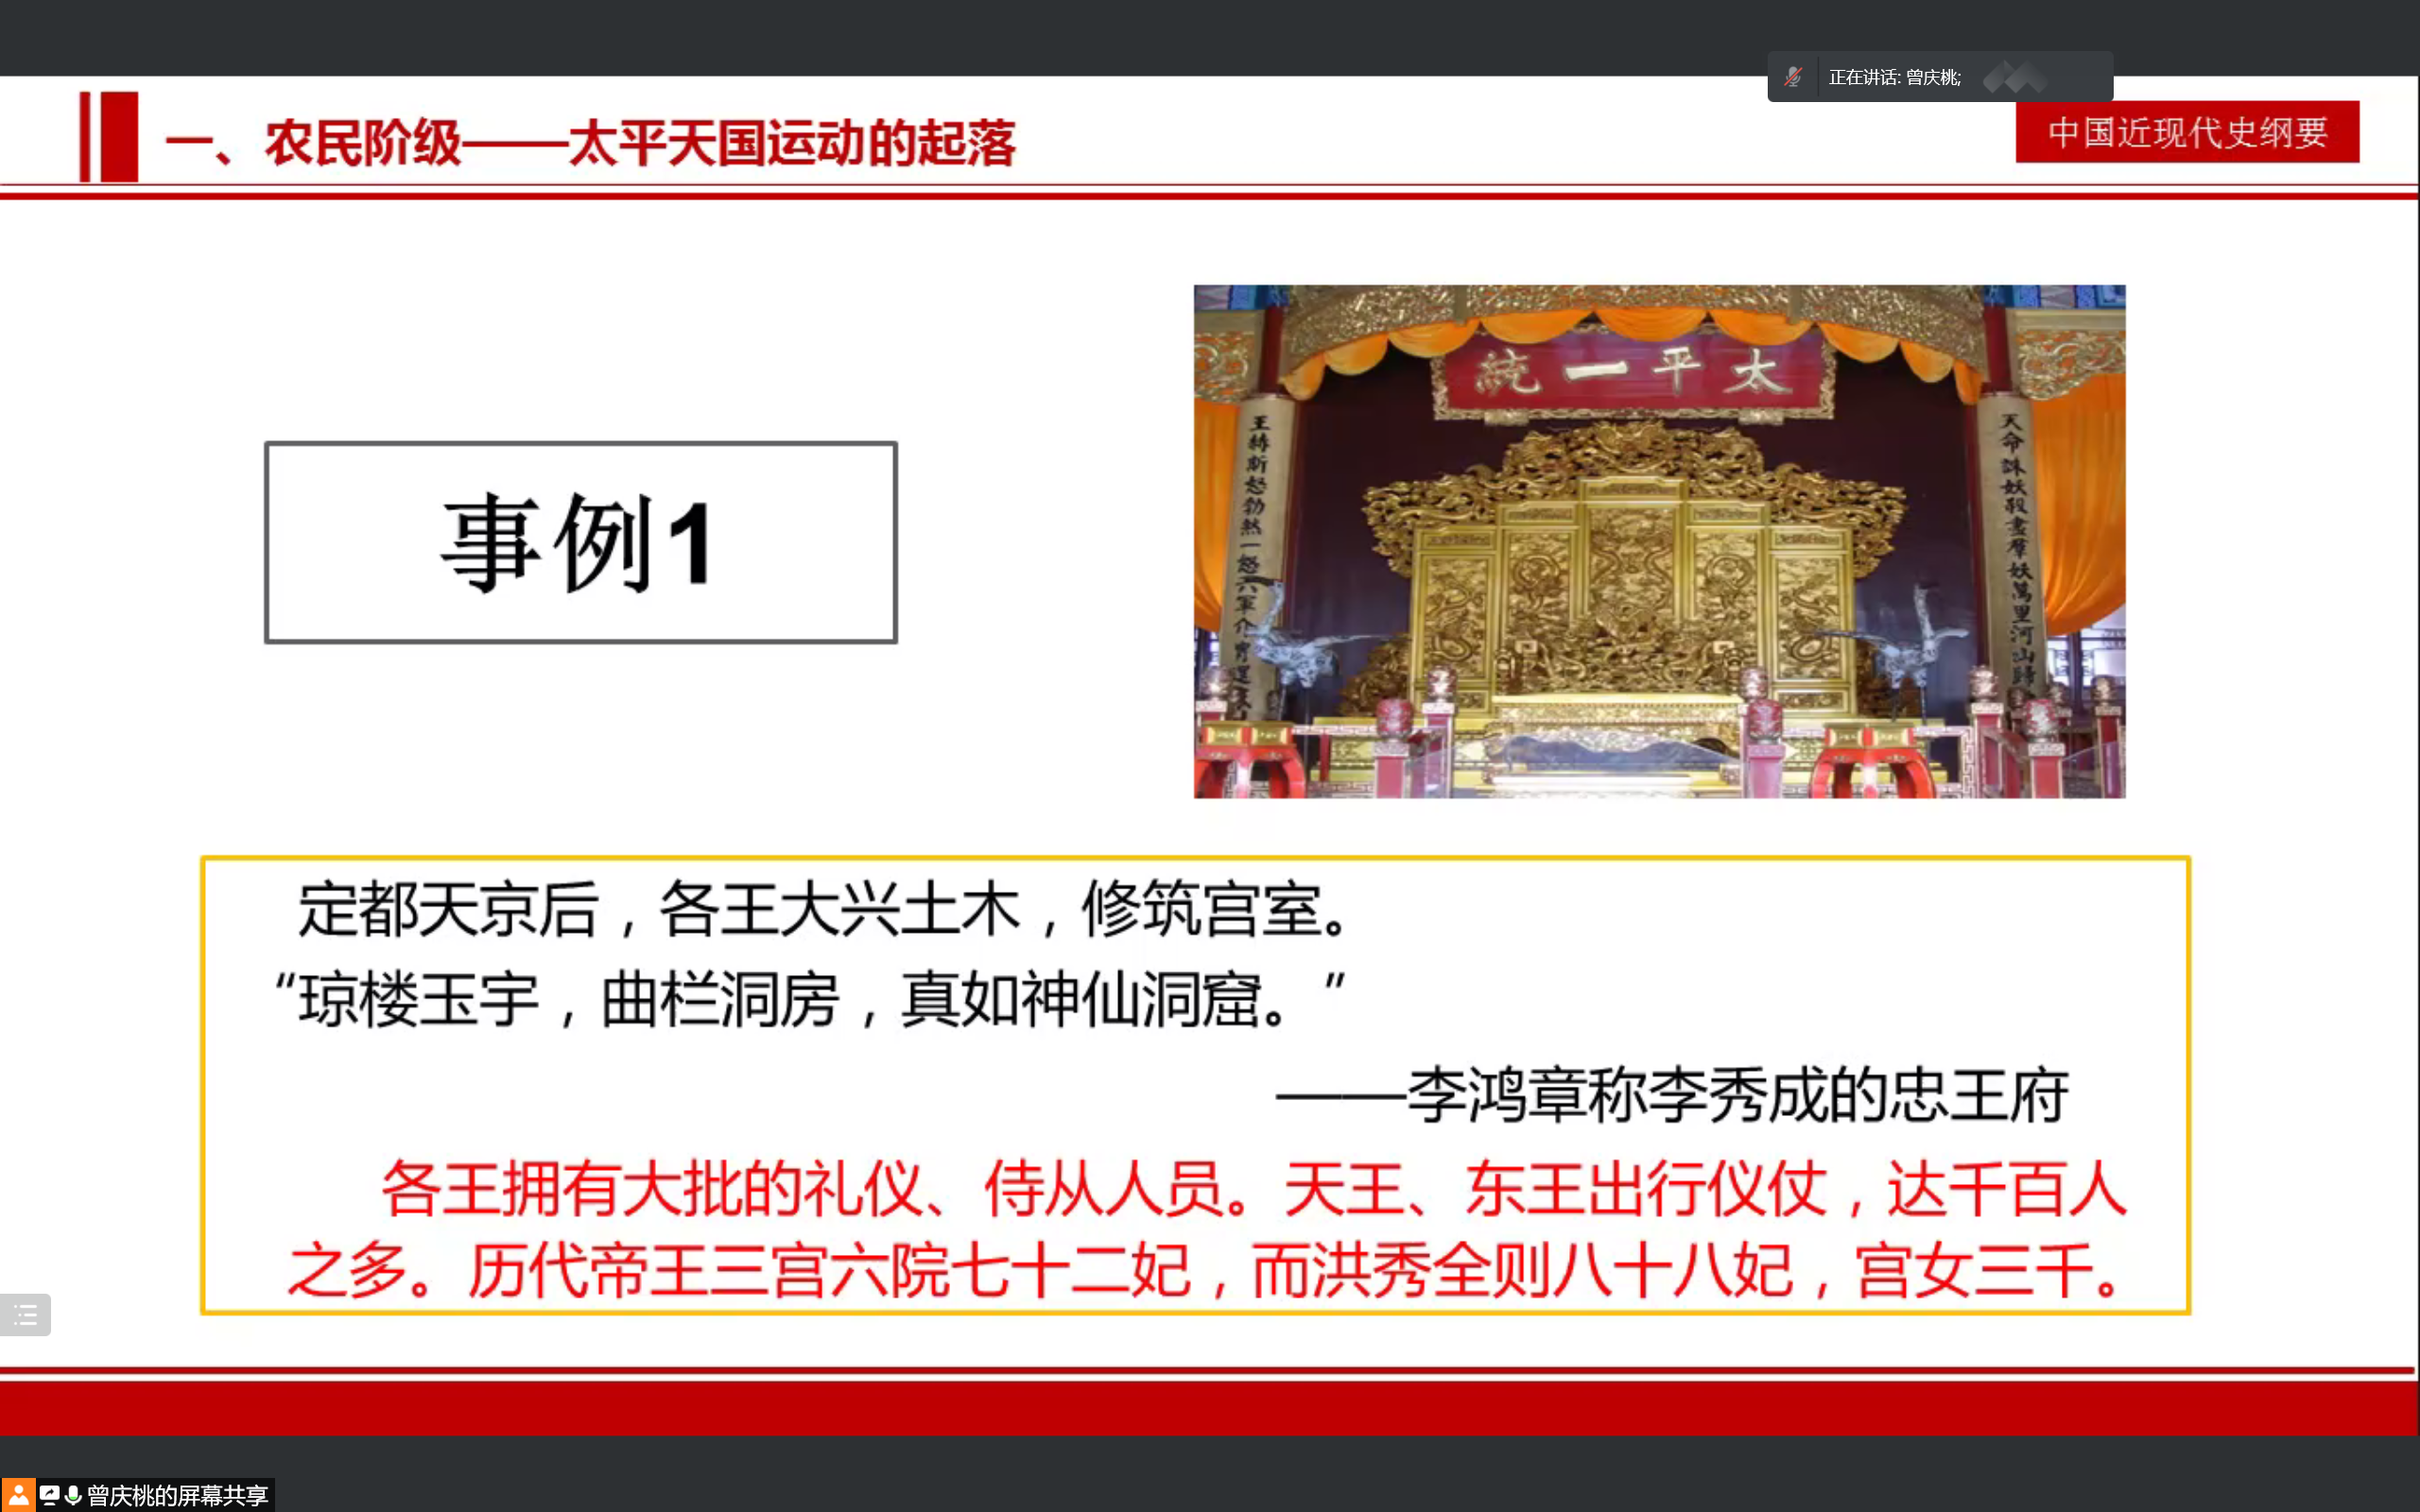 正在讲话: 曾庆桃;
一、农民阶级——太平天国运动的起落
中国近现代史纲要
事例1
太平一統
天命誅妖殺盡羣妖萬里河山歸
王赫斯怒勃然一怒六軍介冑
定都天京后，各王大兴土木，修筑宫室。
“琼楼玉宇，曲栏洞房，真如神仙洞窟。”
——李鸿章称李秀成的忠王府
各王拥有大批的礼仪、侍从人员。天王、东王出行仪仗，达千百人
之多。历代帝王三宫六院七十二妃，而洪秀全则八十八妃，宫女三千。
曾庆桃的屏幕共享